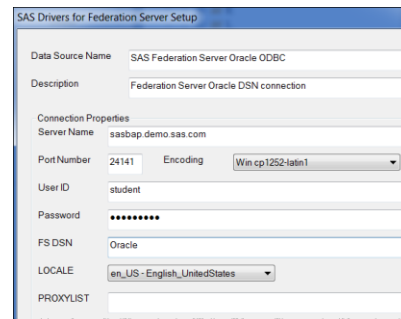 SAS Drivers for Federation Server Setup
Data Source Name SAS Federation Server Oracle ODBC
Description Federation Server Oracle DSN connection
Connection Properties
Server Name sasbap.demo.sas.com
Port Number 24141 Encoding Win cp1252-latin1
User ID student
Password •••••••••
FS DSN Oracle
LOCALE en_US - English_UnitedStates
PROXYLIST